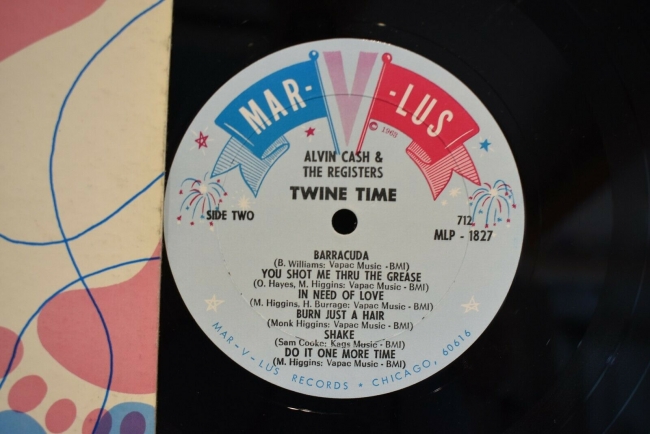 MAR-V-LUS
© 1965
ALVIN CASH &
THE REGISTERS
TWINE TIME
SIDE TWO
712
MLP - 1827
BARRACUDA
(B. Williams: Vapac Music - BMI)
YOU SHOT ME THRU THE GREASE
(O. Hayes, M. Higgins: Vapac Music - BMI)
IN NEED OF LOVE
(M. Higgins, H. Burrage: Vapac Music - BMI)
BURN JUST A HAIR
(Monk Higgins: Vapac Music - BMI)
SHAKE
(Sam Cooke: Kags Music - BMI)
DO IT ONE MORE TIME
(M. Higgins: Vapac Music - BMI)
MAR-V-LUS RECORDS ★ CHICAGO, 60616